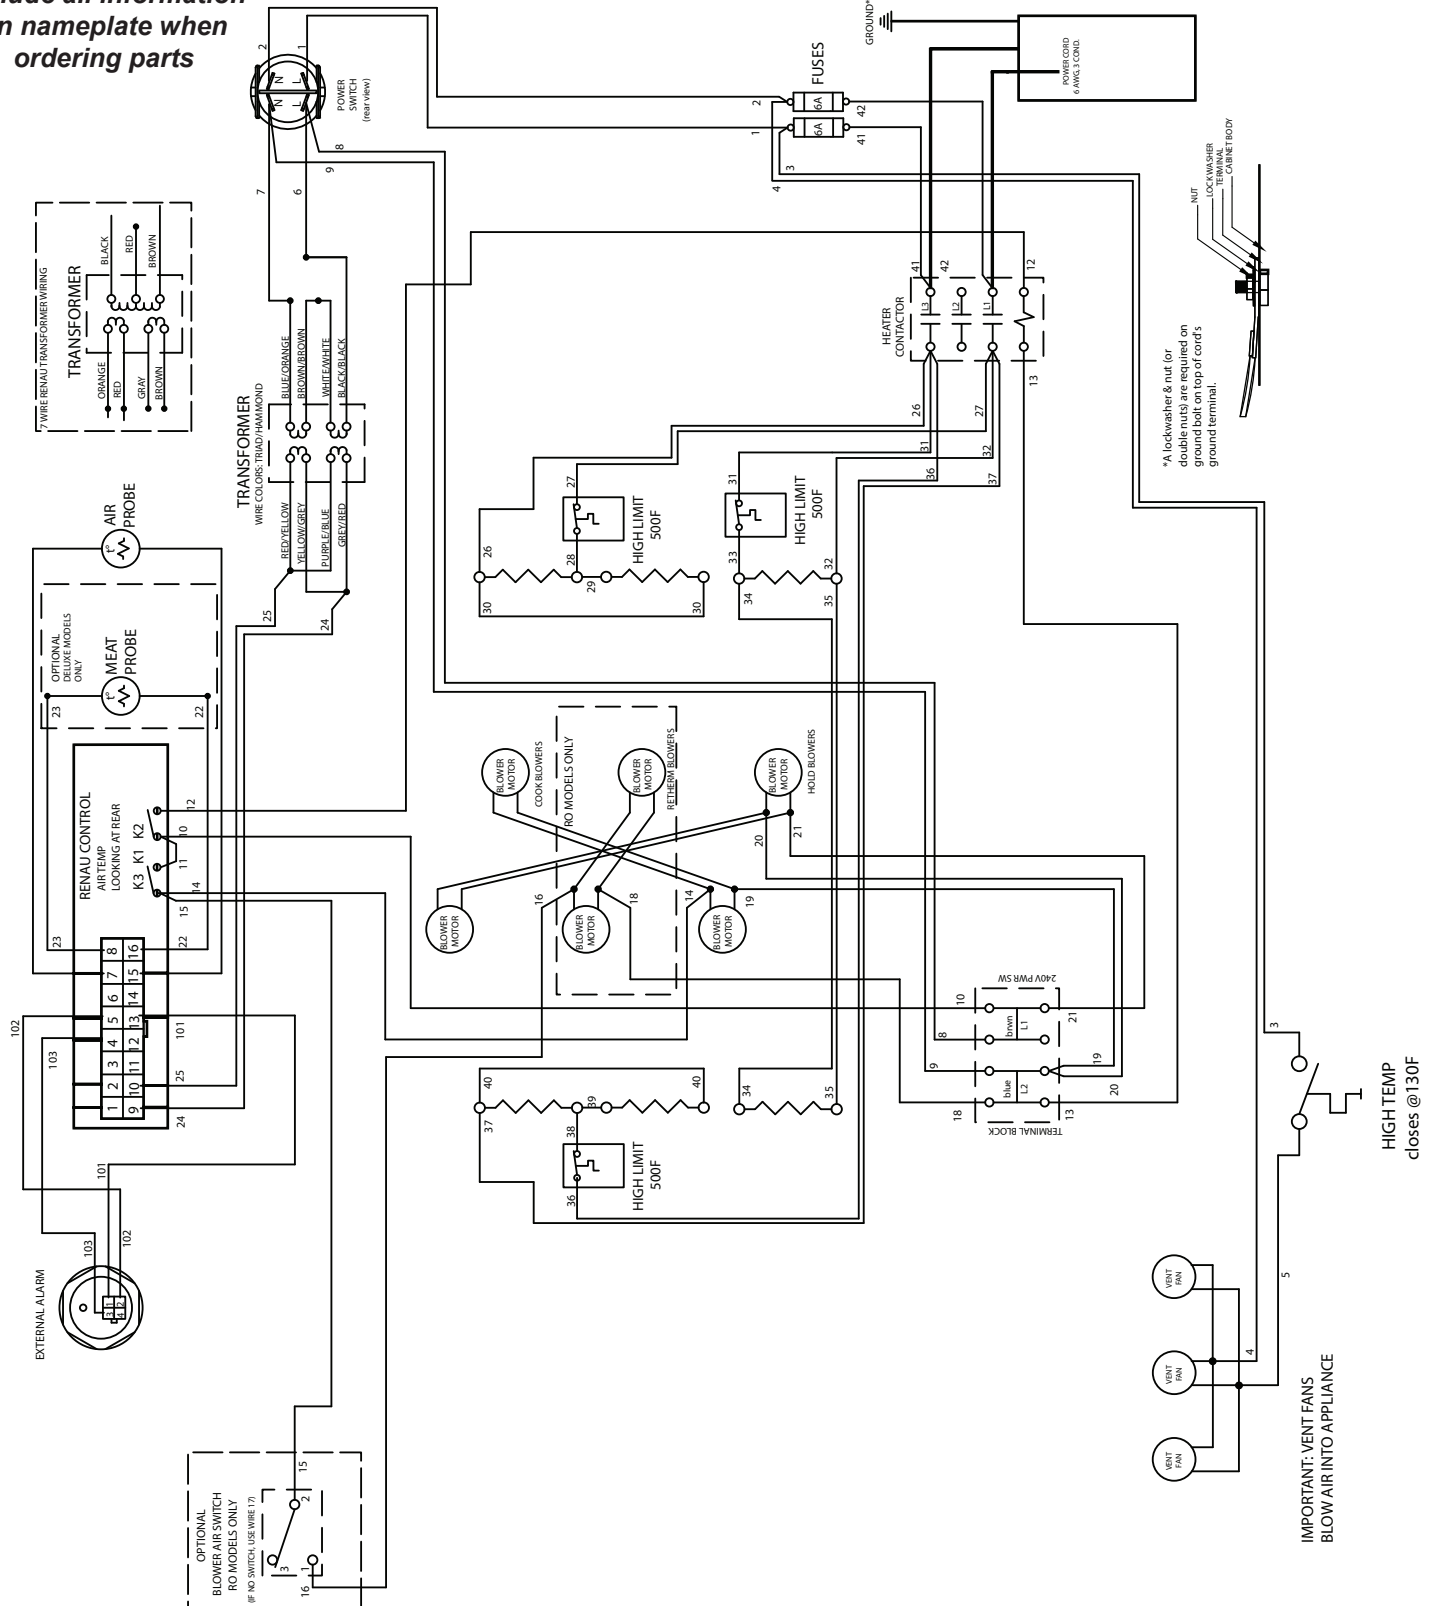 lude all information
n nameplate when
ordering parts
2
1
N
L
N
L
POWER
SWITCH
(rear view)
8
9
7
6
2
1
FUSES
6A
6A
42
41
3
4
GROUND*
POWER CORD
6 AWG, 3 COND.
NUT
LOCKWASHER
TERMINAL
CABINET BODY
*A lockwasher & nut (or
double nuts) are required on
ground bolt on top of cord's
ground terminal.
7 WIRE RENAU TRANSFORMER WIRING
TRANSFORMER
BLACK
RED
BROWN
ORANGE
RED
GRAY
BROWN
TRANSFORMER
WIRE COLORS: TRIAD/HAMMOND
BLUE/ORANGE
BROWN/BROWN
WHITE/WHITE
BLACK/BLACK
RED/YELLOW
YELLOW/GREY
PURPLE/BLUE
GREY/RED
25
24
HEATER
CONTACTOR
41
42
12
L3
L2
L1
13
26
27
31
32
36
37
AIR
PROBE
OPTIONAL
DELUXE MODELS
ONLY
MEAT
PROBE
t°
t°
23
22
26
27
28
29
30
30
HIGH LIMIT
500F
31
33
34
32
35
HIGH LIMIT
500F
RENAU CONTROL
AIRTEMP
LOOKING AT REAR
K3 K1 K2
12
10
11
14
15
23
22
8
7
6
5
4
3
2
1
16
15
14
13
12
11
10
9
101
25
24
102
103
COOK BLOWERS
RO MODELS ONLY
RETHERM BLOWERS
HOLD BLOWERS
BLOWER
MOTOR
BLOWER
MOTOR
BLOWER
MOTOR
BLOWER
MOTOR
BLOWER
MOTOR
BLOWER
MOTOR
20
21
16
18
14
19
240V PWR SW
10
8
9
18
brwn
L1
blue
L2
21
19
20
13
TERMINAL BLOCK
40
40
37
39
38
36
34
35
HIGH LIMIT
500F
3
HIGH TEMP
closes @130F
101
103
102
1
2
3
4
EXTERNAL ALARM
OPTIONAL
BLOWER AIR SWITCH
RO MODELS ONLY
(IF NO SWITCH, USE WIRE 17)
15
2
3
1
16
VENT
FAN
VENT
FAN
VENT
FAN
5
4
IMPORTANT: VENT FANS
BLOW AIR INTO APPLIANCE